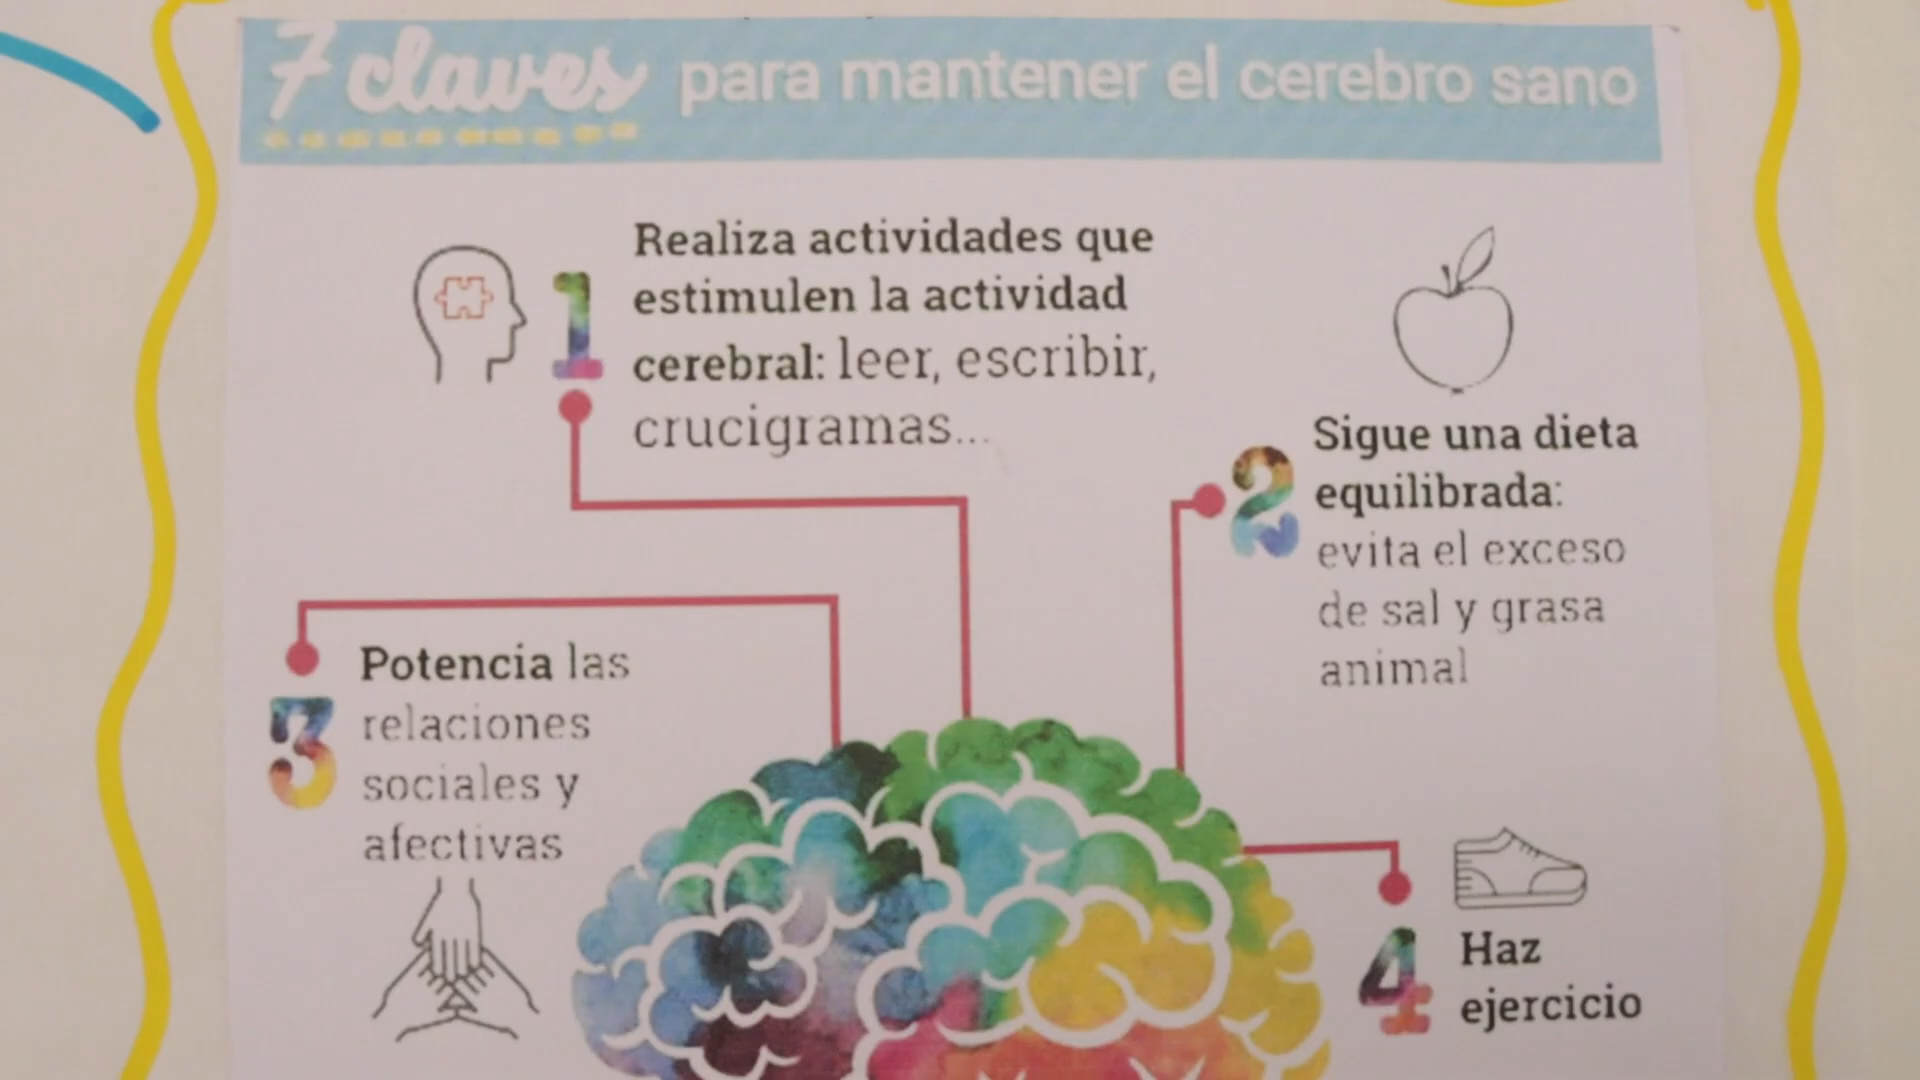 7 claves para mantener el cerebro sano
1
Realiza actividades que
estimulen la actividad
cerebral: leer, escribir,
crucigramas...
2
Sigue una dieta
equilibrada:
evita el exceso
de sal y grasa
animal
3
Potencia las
relaciones
sociales y
afectivas
4
Haz
ejercicio